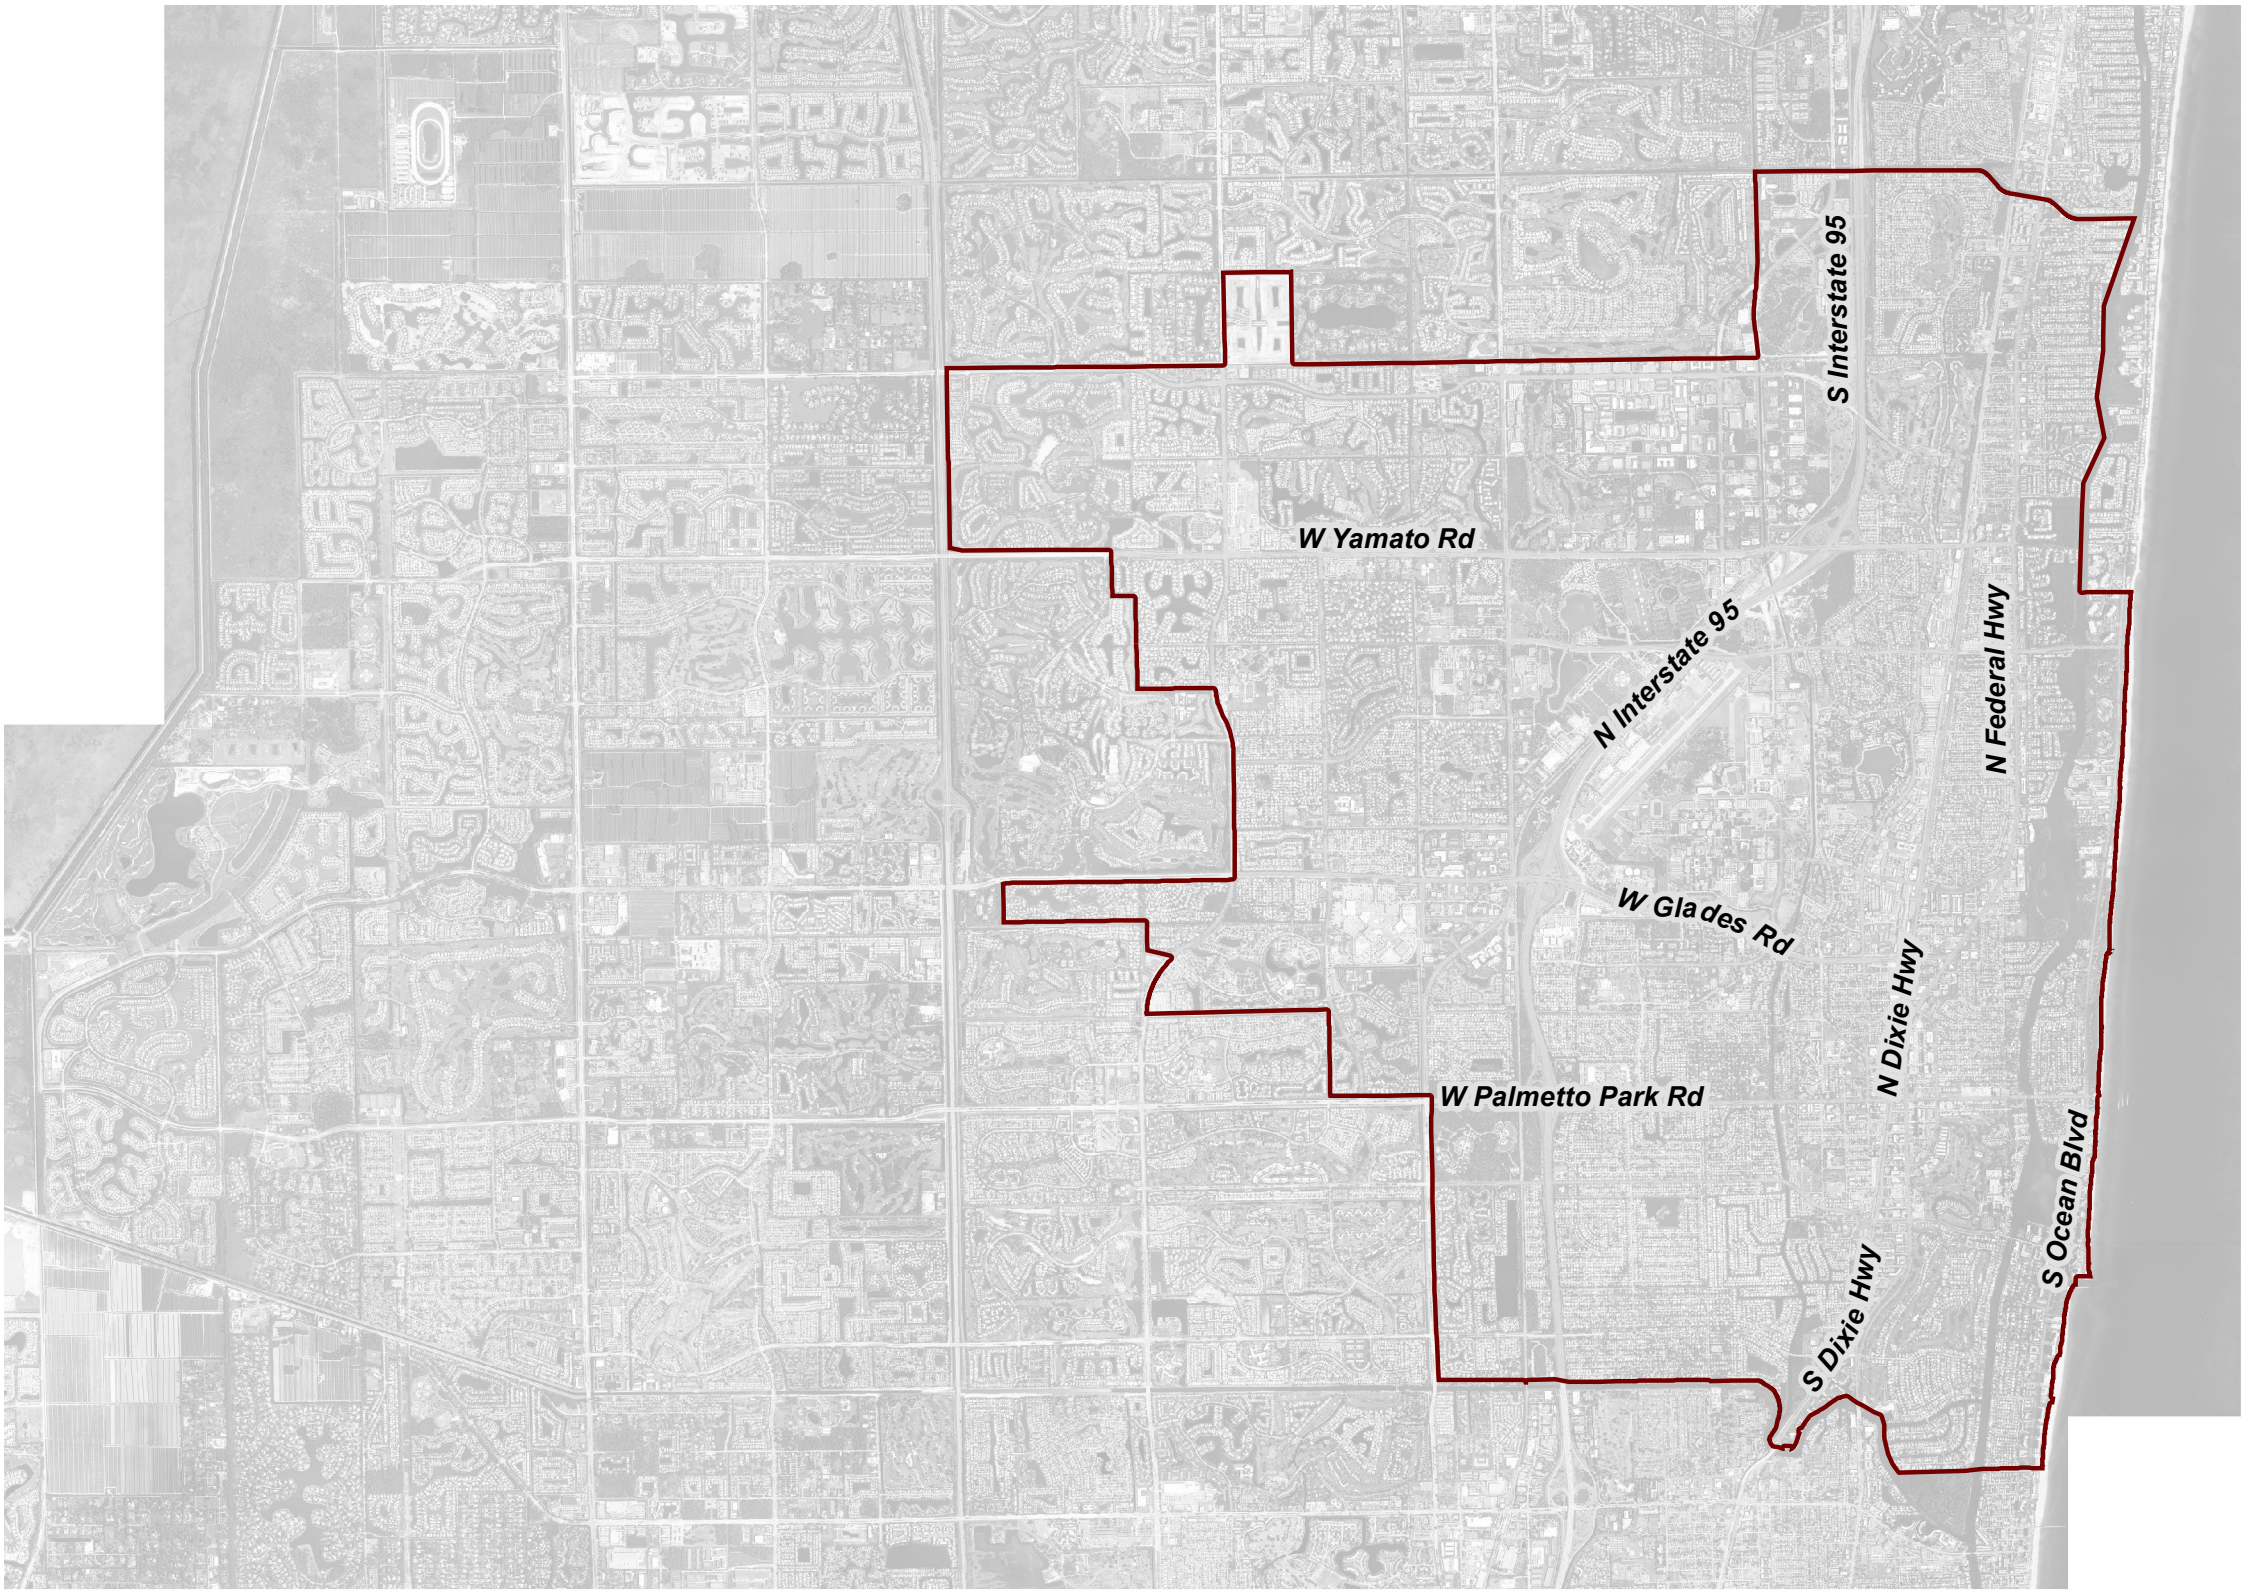 S Interstate 95
W Yamato Rd
N Interstate 95
N Federal Hwy
W Glades Rd
N Dixie Hwy
W Palmetto Park Rd
S Ocean Blvd
S Dixie Hwy